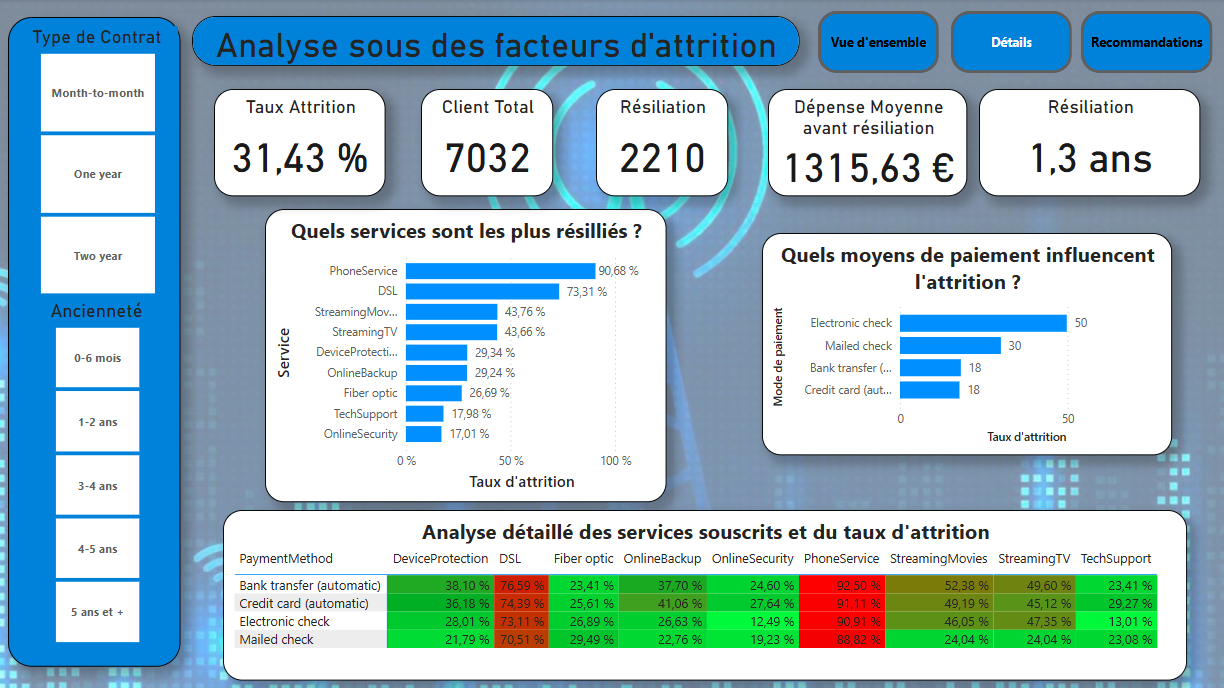 Type de Contrat
Month-to-month
One year
Two year
Ancienneté
0-6 mois
1-2 ans
3-4 ans
4-5 ans
5 ans et +
Analyse sous des facteurs d'attrition
Vue d'ensemble
Détails
Recommandations
Taux Attrition
31,43 %
Client Total
7032
Résiliation
2210
Dépense Moyenne
avant résiliation
1315,63 €
Résiliation
1,3 ans
Quels services sont les plus résilliés ?
Service
PhoneService 90,68 %
DSL 73,31 %
StreamingMov... 43,76 %
StreamingTV 43,66 %
DeviceProtecti... 29,34 %
OnlineBackup 29,24 %
Fiber optic 26,69 %
TechSupport 17,98 %
OnlineSecurity 17,01 %
0 % 50 % 100 %
Taux d'attrition
Quels moyens de paiement influencent
l'attrition ?
Mode de paiement
Electronic check 50
Mailed check 30
Bank transfer (... 18
Credit card (aut... 18
0 50
Taux d'attrition
Analyse détaillé des services souscrits et du taux d'attrition
PaymentMethod DeviceProtection DSL Fiber optic OnlineBackup OnlineSecurity PhoneService StreamingMovies StreamingTV TechSupport
Bank transfer (automatic) 38,10 % 76,59 % 23,41 % 37,70 % 24,60 % 92,50 % 52,38 % 49,60 % 23,41 %
Credit card (automatic) 36,18 % 74,39 % 25,61 % 41,06 % 27,64 % 91,11 % 49,19 % 45,12 % 29,27 %
Electronic check 28,01 % 73,11 % 26,89 % 26,63 % 12,49 % 90,91 % 46,05 % 47,35 % 13,01 %
Mailed check 21,79 % 70,51 % 29,49 % 22,76 % 19,23 % 88,82 % 24,04 % 24,04 % 23,08 %